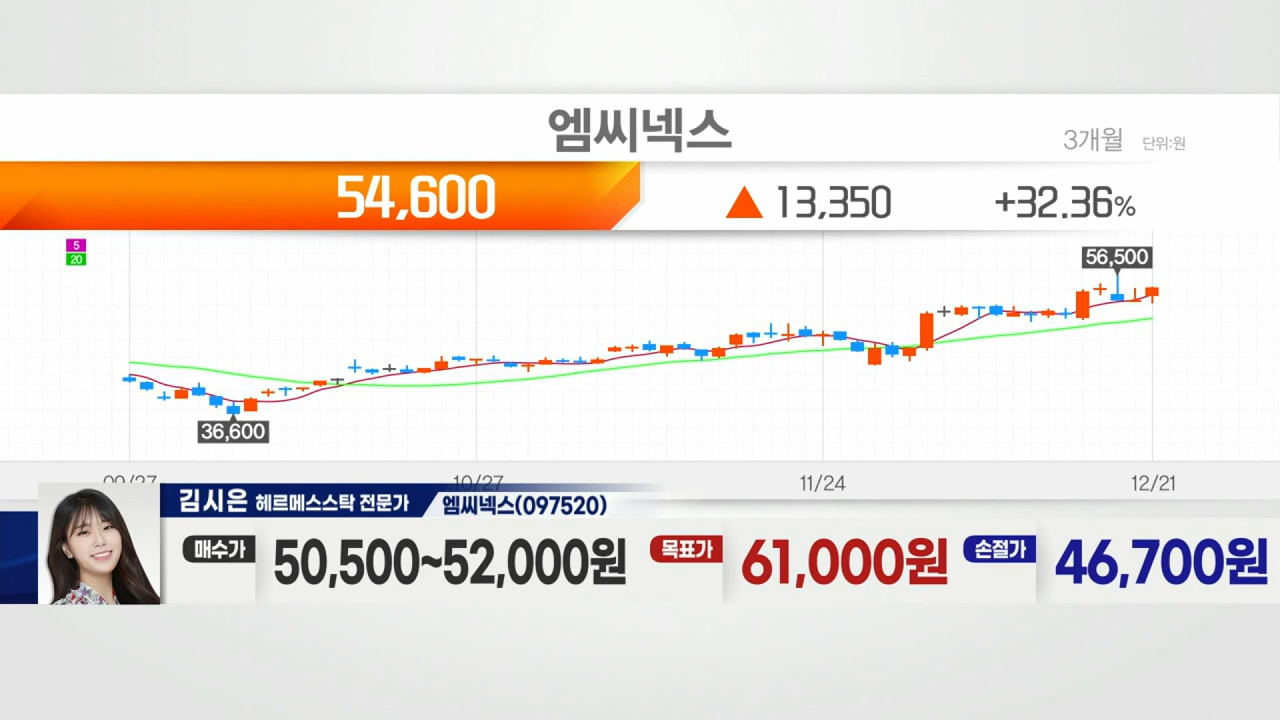 엠씨넥스
3개월 단위:원
54,600 ▲ 13,350 +32.36%
5
20
56,500
36,600
09/27 10/27 11/24 12/21
김시은 헤르메스스탁 전문가 엠씨넥스(097520)
매수가 50,500~52,000원 목표가 61,000원 손절가 46,700원